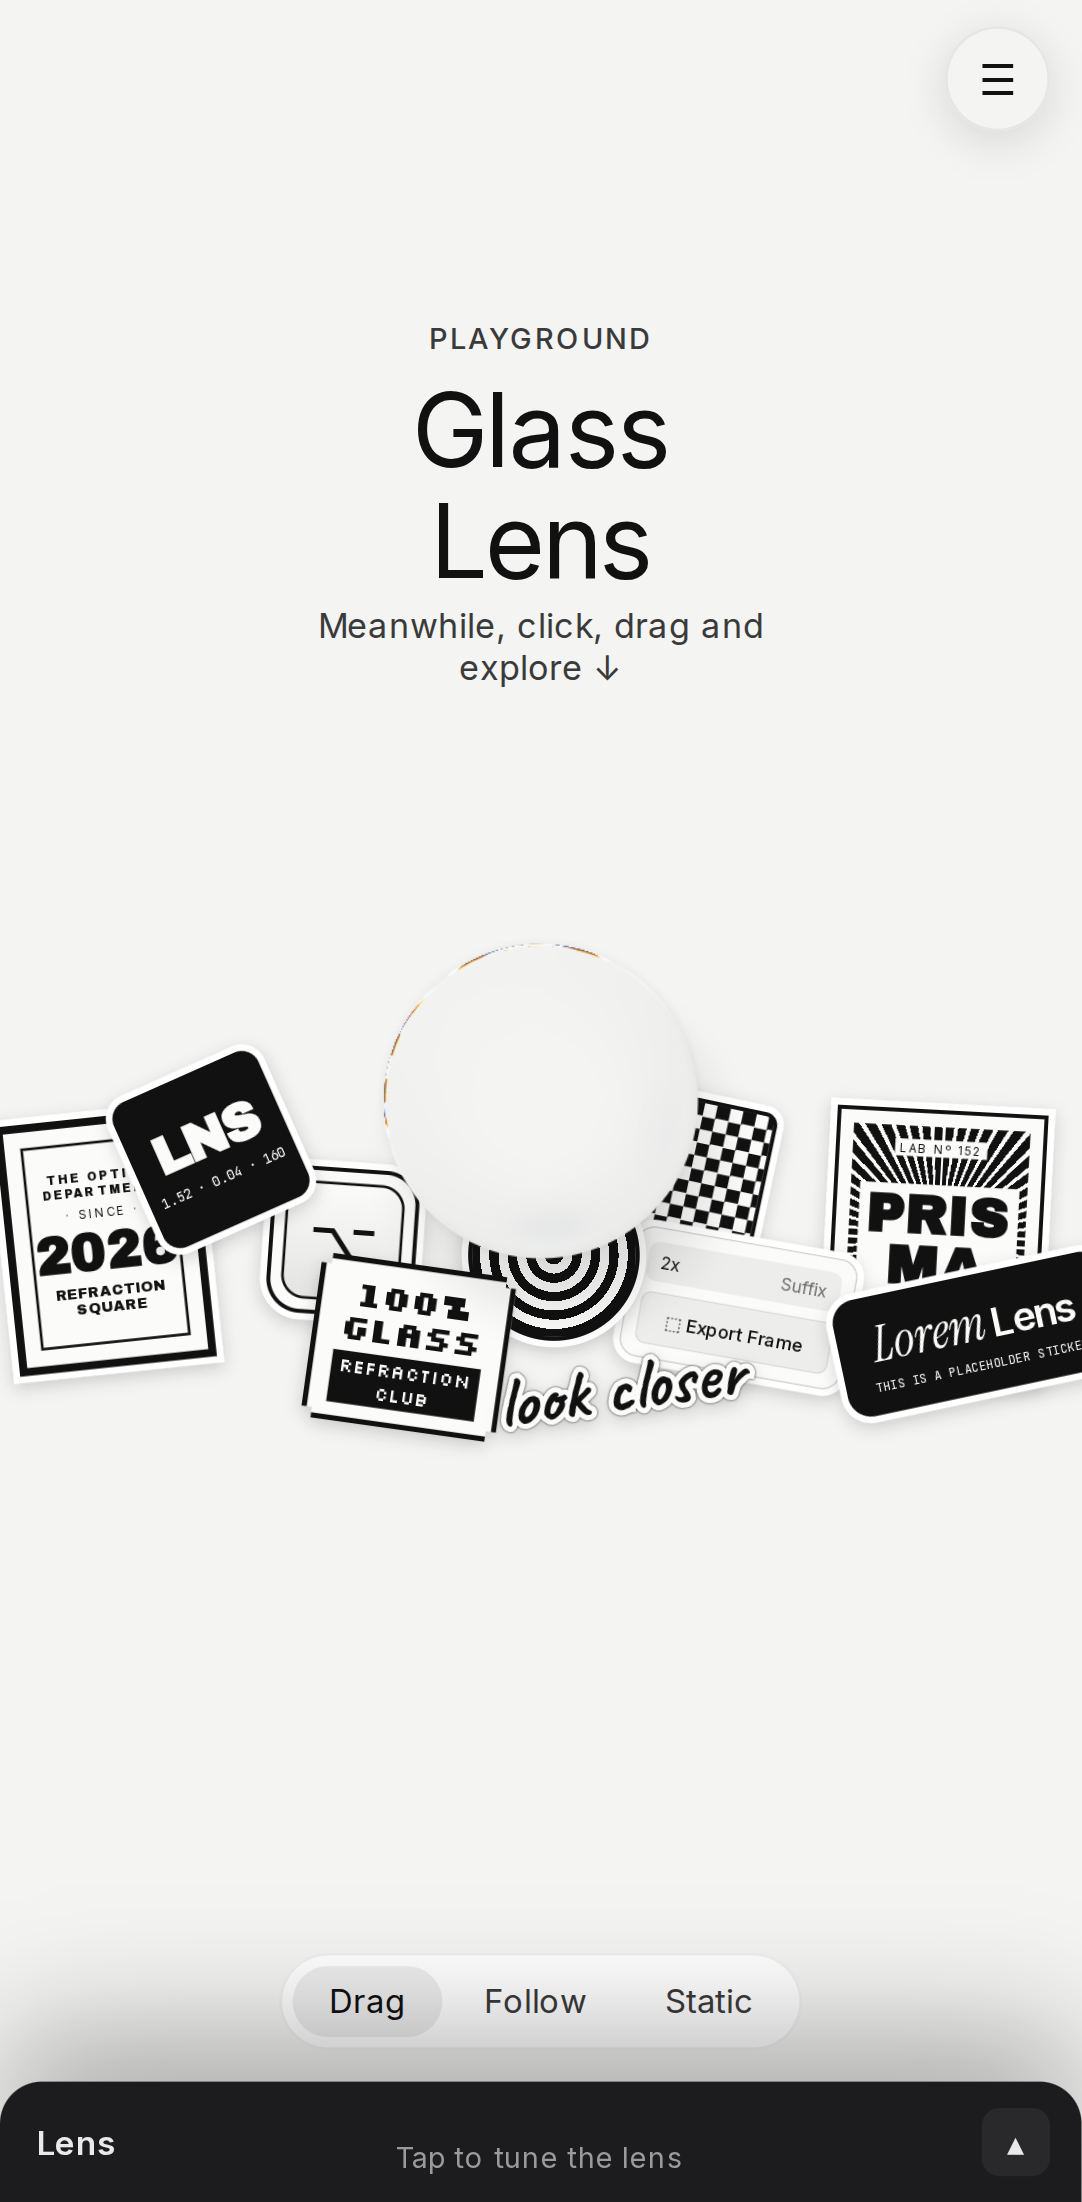 ☰
PLAYGROUND
Glass
Lens
Meanwhile, click, drag and
explore ↓
LNS
1.52 · 0.04 · 160
THE OPTI
· SINCE ·
2026
REFRACTION
SQUARE
100%
GLASS
REFRACTION
CLUB
look closer
2x
Suffix
Export Frame
LAB Nº 152
PRIS
MA
Lorem Lens
THIS IS A PLACEHOLDER
Drag
Follow
Static
Lens
Tap to tune the lens
▲